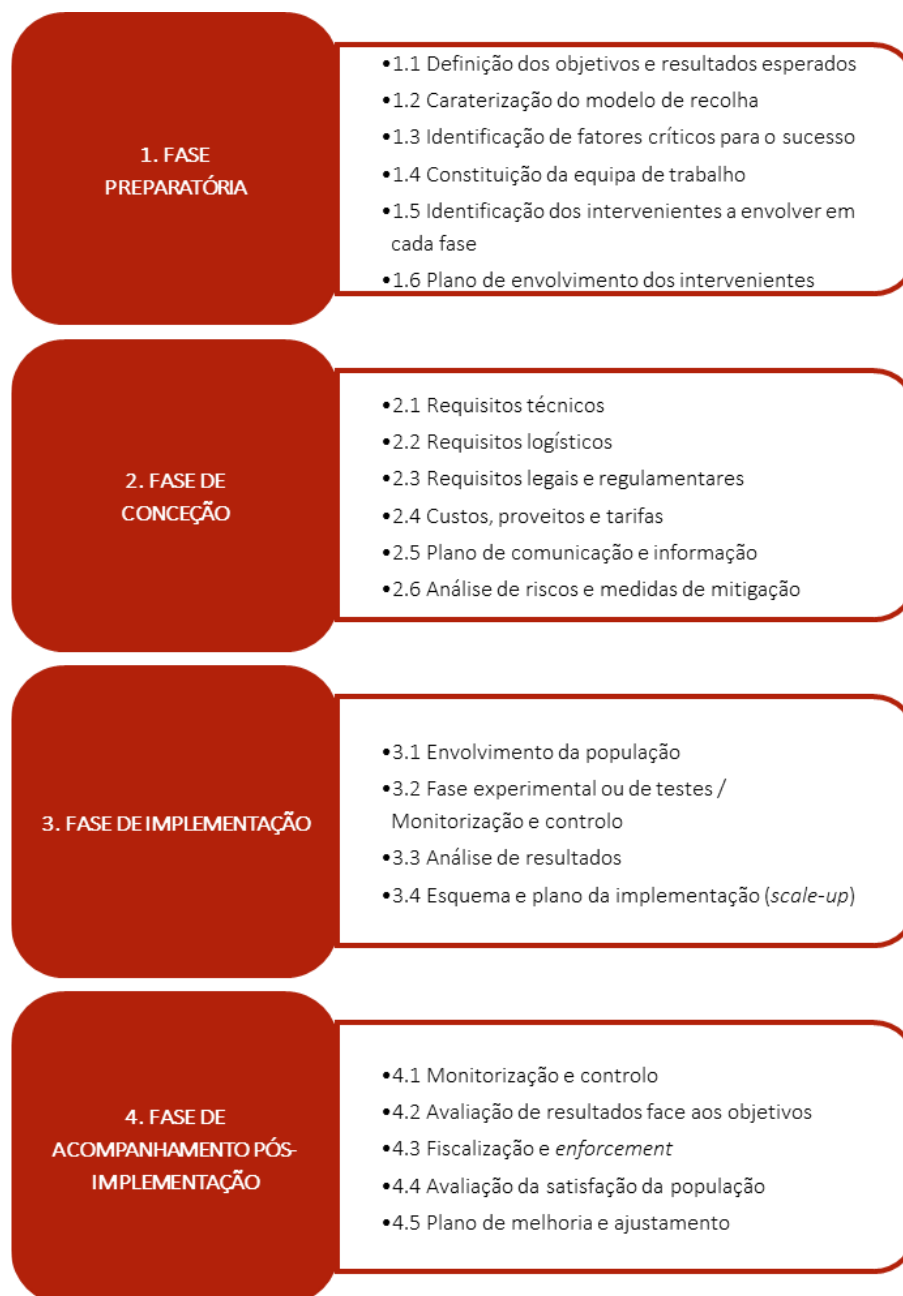 1. FASE
PREPARATÓRIA
•1.1 Definição dos objetivos e resultados esperados
•1.2 Caraterização do modelo de recolha
•1.3 Identificação de fatores críticos para o sucesso
•1.4 Constituição da equipa de trabalho
•1.5 Identificação dos intervenientes a envolver em
cada fase
•1.6 Plano de envolvimento dos intervenientes
2. FASE DE
CONCEÇÃO
•2.1 Requisitos técnicos
•2.2 Requisitos logísticos
•2.3 Requisitos legais e regulamentares
•2.4 Custos, proveitos e tarifas
•2.5 Plano de comunicação e informação
•2.6 Análise de riscos e medidas de mitigação
3. FASE DE IMPLEMENTAÇÃO
•3.1 Envolvimento da população
•3.2 Fase experimental ou de testes /
Monitorização e controlo
•3.3 Análise de resultados
•3.4 Esquema e plano da implementação (scale-up)
4. FASE DE
ACOMPANHAMENTO PÓS-
IMPLEMENTAÇÃO
•4.1 Monitorização e controlo
•4.2 Avaliação de resultados face aos objetivos
•4.3 Fiscalização e enforcement
•4.4 Avaliação da satisfação da população
•4.5 Plano de melhoria e ajustamento